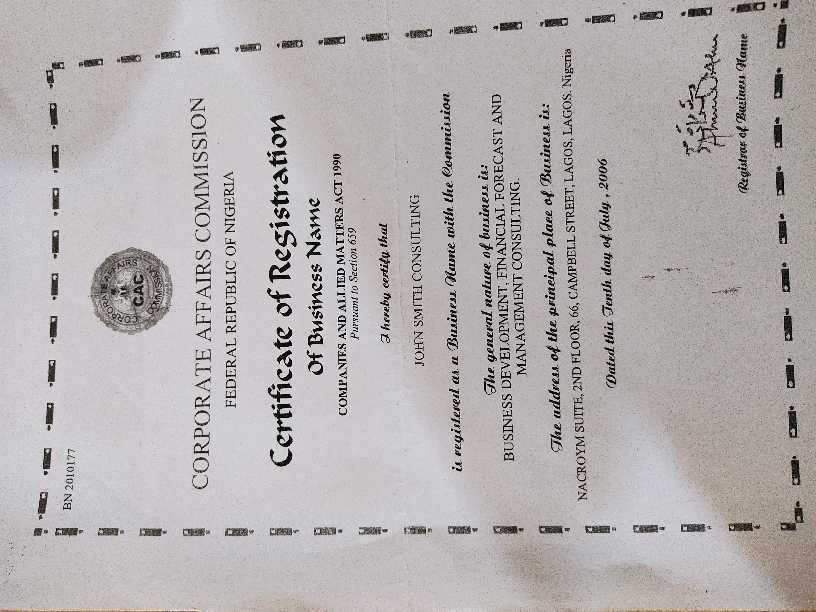 BN 2010177
CORPORATE AFFAIRS COMMISSION
CAC
CORPORATE AFFAIRS COMMISSION
FEDERAL REPUBLIC OF NIGERIA
Certificate of Registration
Of Business Name
COMPANIES AND ALLIED MATTERS ACT 1990
Pursuant to Section 659
I hereby certify that
JOHN SMITH CONSULTING
is registered as a Business Name with the Commission
The general nature of business is:
BUSINESS DEVELOPMENT, FINANCIAL FORECAST AND
MANAGEMENT CONSULTING.
The address of the principal place of Business is:
NACROYM SUITE, 2ND FLOOR, 66, CAMPBELL STREET, LAGOS, LAGOS. Nigeria
Dated this Tenth day of July, 2006
Registrar of Business Name